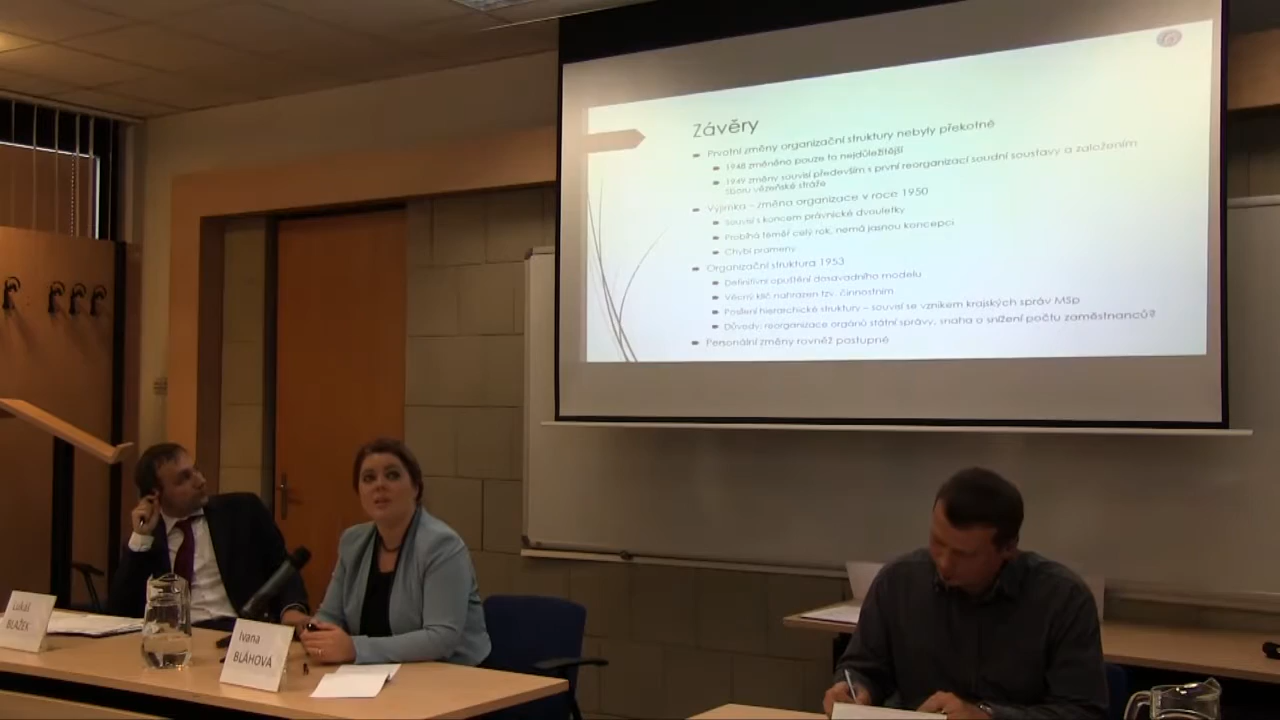 Závěry
Prvotní změny organizační struktury nebyly překotné
1948 změněno pouze to nejdůležitější
1949 změny souvisí především s první reorganizací soudní soustavy a založením
Sboru vězeňské stráže
Výjimka – změna organizace v roce 1950
Souvisí s koncem právnické dvouletky
Probíhá téměř celý rok, nemá jasnou koncepci
Chybí prameny
Organizační struktura 1953
Definitivní opuštění dosavadního modelu
Věcný klíč nahrazen tzv. činnostním
Posílení hierarchické struktury – souvisí se vznikem krajských správ MSp
Důvody: reorganizace orgánů státní správy, snaha o snížení počtu zaměstnanců?
Personální změny rovněž postupné
Lukáš
BLAŽEK
Ivana
BLÁHOVÁ